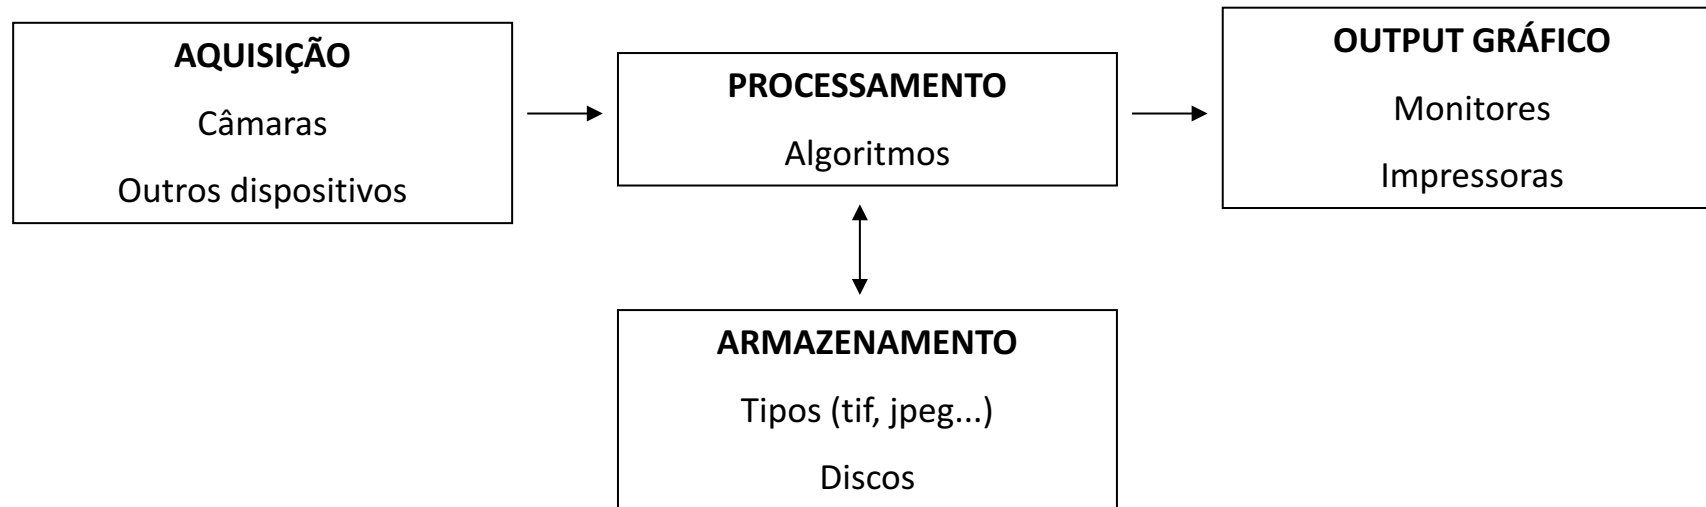 AQUISIÇÃO
Câmaras
Outros dispositivos
PROCESSAMENTO
Algoritmos
OUTPUT GRÁFICO
Monitores
Impressoras
ARMAZENAMENTO
Tipos (tif, jpeg...)
Discos